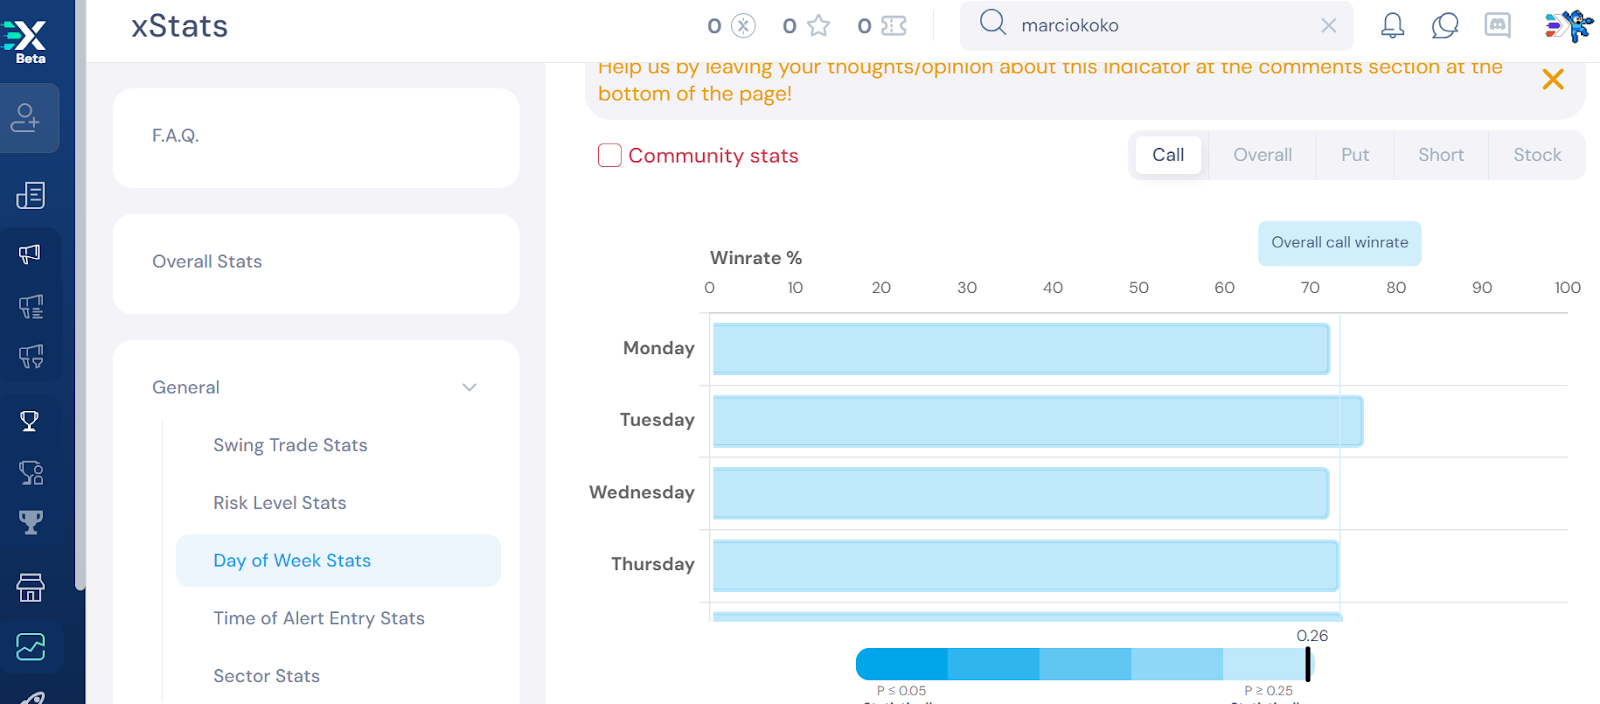 X
Beta
xStats
0
0
0
marciokoko
Help us by leaving your thoughts/opinion about this indicator at the comments section at the
bottom of the page!
F.A.Q.
Overall Stats
General
Swing Trade Stats
Risk Level Stats
Day of Week Stats
Time of Alert Entry Stats
Sector Stats
Community stats
Call Overall Put Short Stock
Overall call winrate
Winrate %
0 10 20 30 40 50 60 70 80 90 100
Monday
Tuesday
Wednesday
Thursday
0.26
P ≤ 0.05
P ≥ 0.25